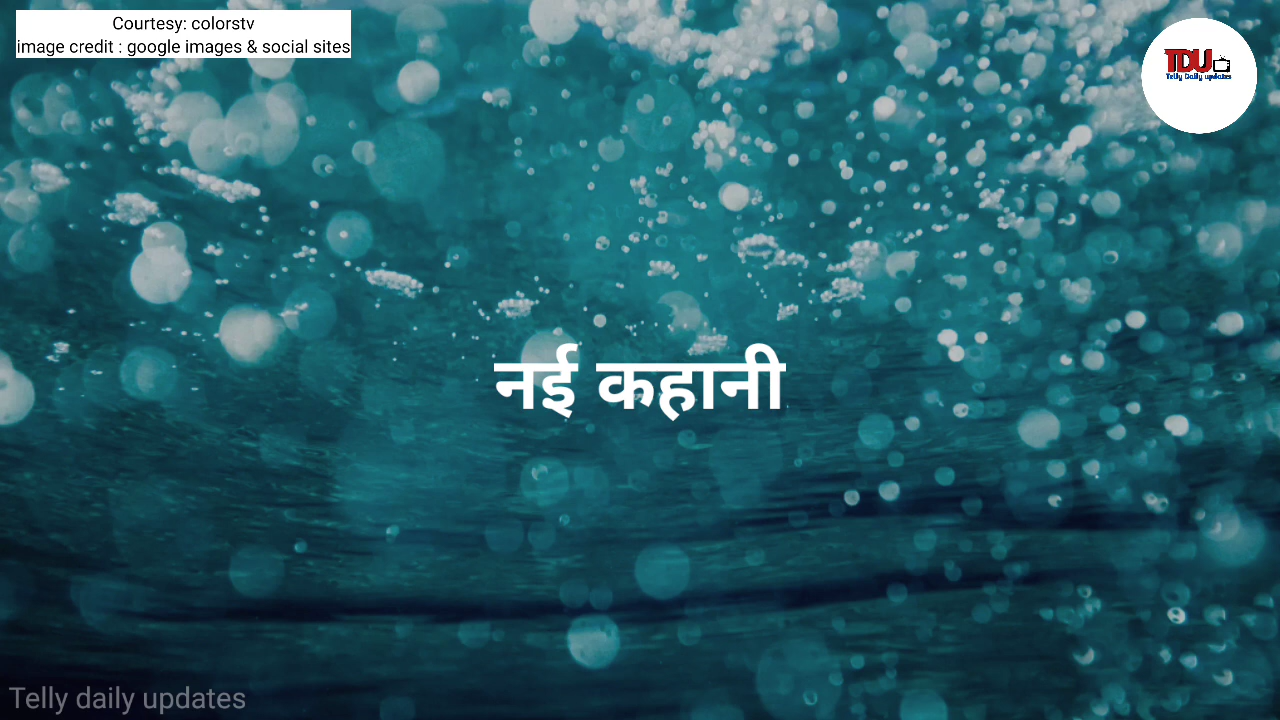 Courtesy: colorstv
image credit : google images & social sites
TDU
Telly Daily updates
नई कहानी
Telly daily updates